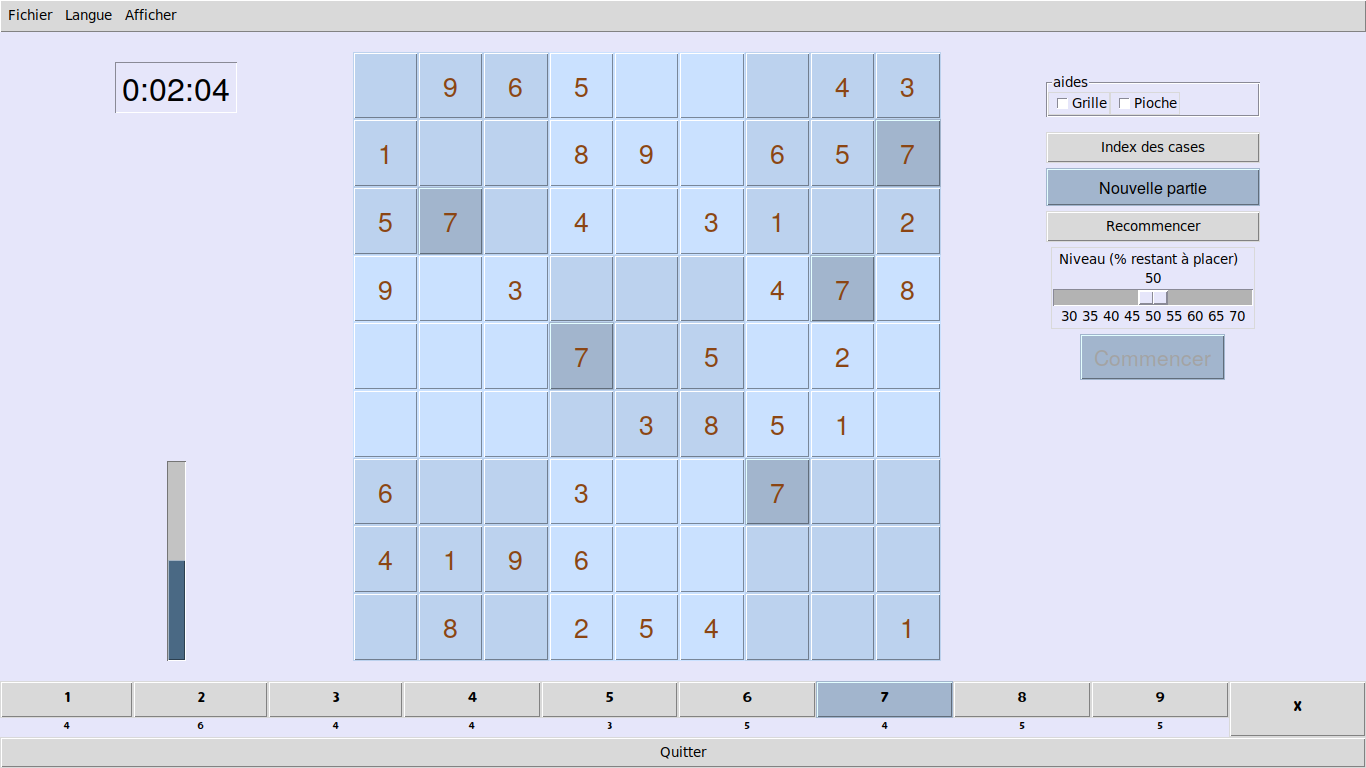 Fichier Langue Afficher
0:02:04
9 6 5 4 3
1 8 9 6 5 7
5 7 4 3 1 2
9 3 4 7 8
7 5 2
3 8 5 1
6 3 7
4 1 9 6
8 2 5 4 1
aides
Grille Pioche
Index des cases
Nouvelle partie
Recommencer
Niveau (% restant à placer)
50
30 35 40 45 50 55 60 65 70
Commencer
1 2 3 4 5 6 7 8 9 x
4 6 4 4 3 5 4 5 5
Quitter